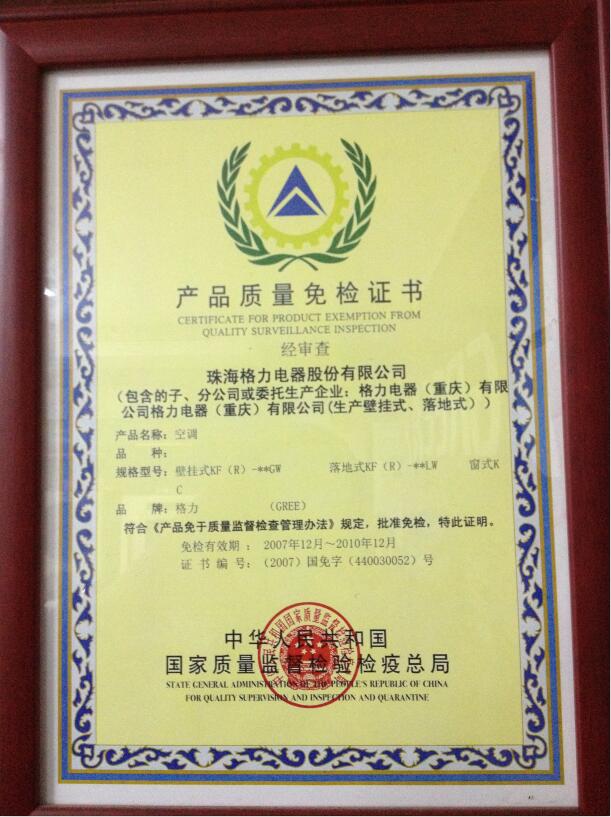 产品质量免检证书
CERTIFICATE FOR PRODUCT EXEMPTION FROM
QUALITY SURVEILLANCE INSPECTION
经审查
珠海格力电器股份有限公司
（包含的子、分公司或委托生产企业：格力电器（重庆）有限
公司格力电器（重庆）有限公司(生产壁挂式、落地式））
产品名称：空调
品 种：
规格型号：壁挂式KF（R）-**GW 落地式KF（R）-**LW 窗式K
C
品 牌：格力 （GREE）
符合《产品免于质量监督检查管理办法》规定，批准免检，特此证明。
免检有效期 ：2007年12月～2010年12月
证 书 编 号：（2007）国免字（440030052）号
中华人民共和国
国家质量监督检验检疫总局
STATE GENERAL ADMINISTRATION OF THE PEOPLE'S REPUBLIC OF CHINA
FOR QUALITY SUPERVISION AND INSPECTION AND QUARANTINE